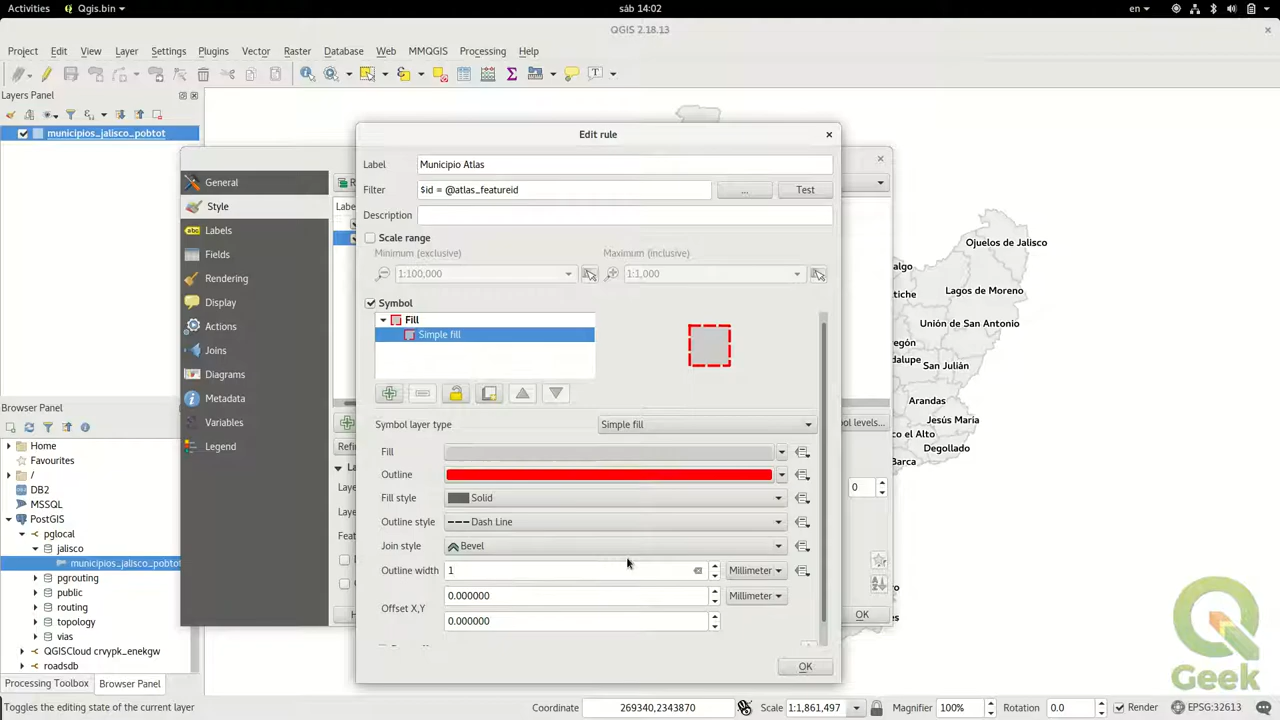 Activities Qgis.bin sáb 14:02 en
QGIS 2.18.13
Project Edit View Layer Settings Plugins Vector Raster Database Web MMQGIS Processing Help
Layers Panel
municipios_jalisco_pobtot
Edit rule
Label Municipio Atlas
Filter $id = @atlas_featureid ... Test
Description
Scale range
Minimum (exclusive) Maximum (inclusive)
1:100,000 1:1,000
Symbol
Fill
Simple fill
Symbol layer type Simple fill
Fill
Outline
Fill style Solid
Outline style Dash Line
Join style Bevel
Outline width 1 Millimeter
0.000000 Millimeter
Offset X,Y
0.000000
OK
General
Style
Labels
Fields
Rendering
Display
Actions
Joins
Diagrams
Metadata
Variables
Legend
0
OK
Ojuelos de Jalisco
Lagos de Moreno
Unión de San Antonio
San Julián
Arandas
Jesús María
el Alto
Degollado
Barca
Browser Panel
Home
Favourites
/
DB2
MSSQL
PostGIS
pglocal
jalisco
municipios_jalisco_pobtot
pgrouting
public
routing
topology
vias
QGISCloud crvypk_enekgw
roadsdb
Processing Toolbox Browser Panel
QGeek
Toggles the editing state of the current layer Coordinate 269340,2343870 Scale 1:1,861,497 Magnifier 100% Rotation 0.0 Render EPSG:32613